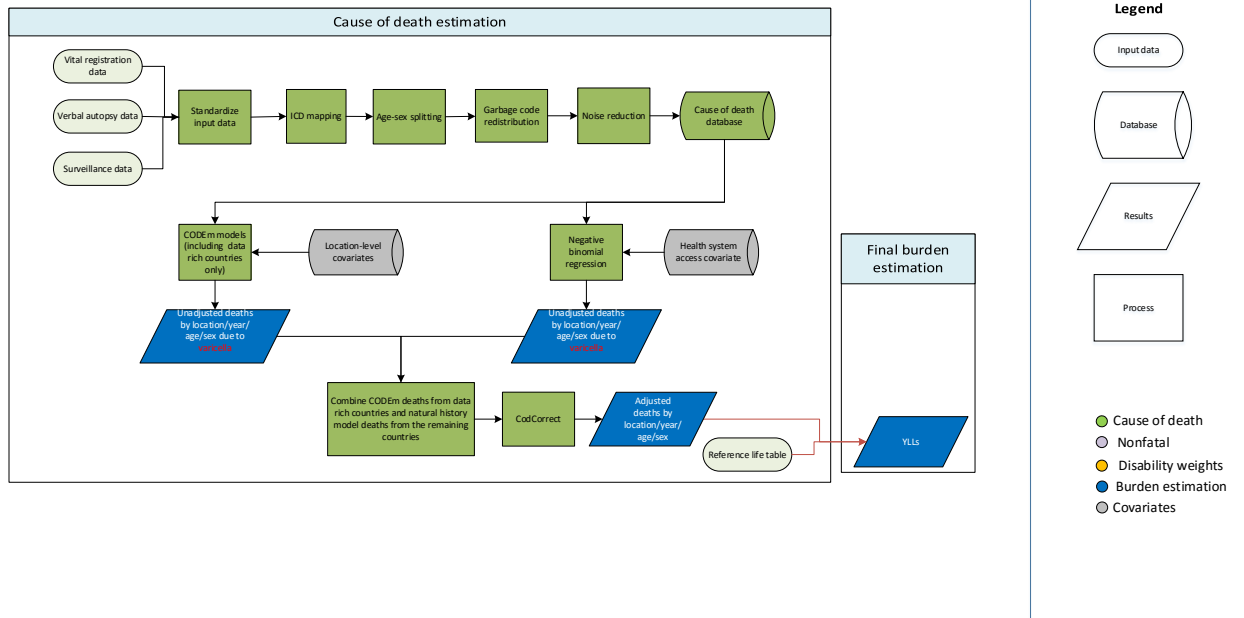 Cause of death estimation
Vital registration
data
Verbal autopsy data
Surveillance data
Standardize
input data
ICD mapping
Age-sex splitting
Garbage code
redistribution
Noise reduction
Cause of death
database
CODEm models
(including data
rich countries
only)
Location-level
covariates
Negative
binomial
regression
Health system
access covariate
Unadjusted deaths
by location/year/
age/sex due to
varicella
Unadjusted deaths
by location/year/
age/sex due to
varicella
Combine CODEm deaths from data
rich countries and natural history
model deaths from the remaining
countries
CodCorrect
Adjusted
deaths by
location/year/
age/sex
Reference life table
Final burden
estimation
YLLs
Legend
Input data
Database
Results
Process
Cause of death
Nonfatal
Disability weights
Burden estimation
Covariates